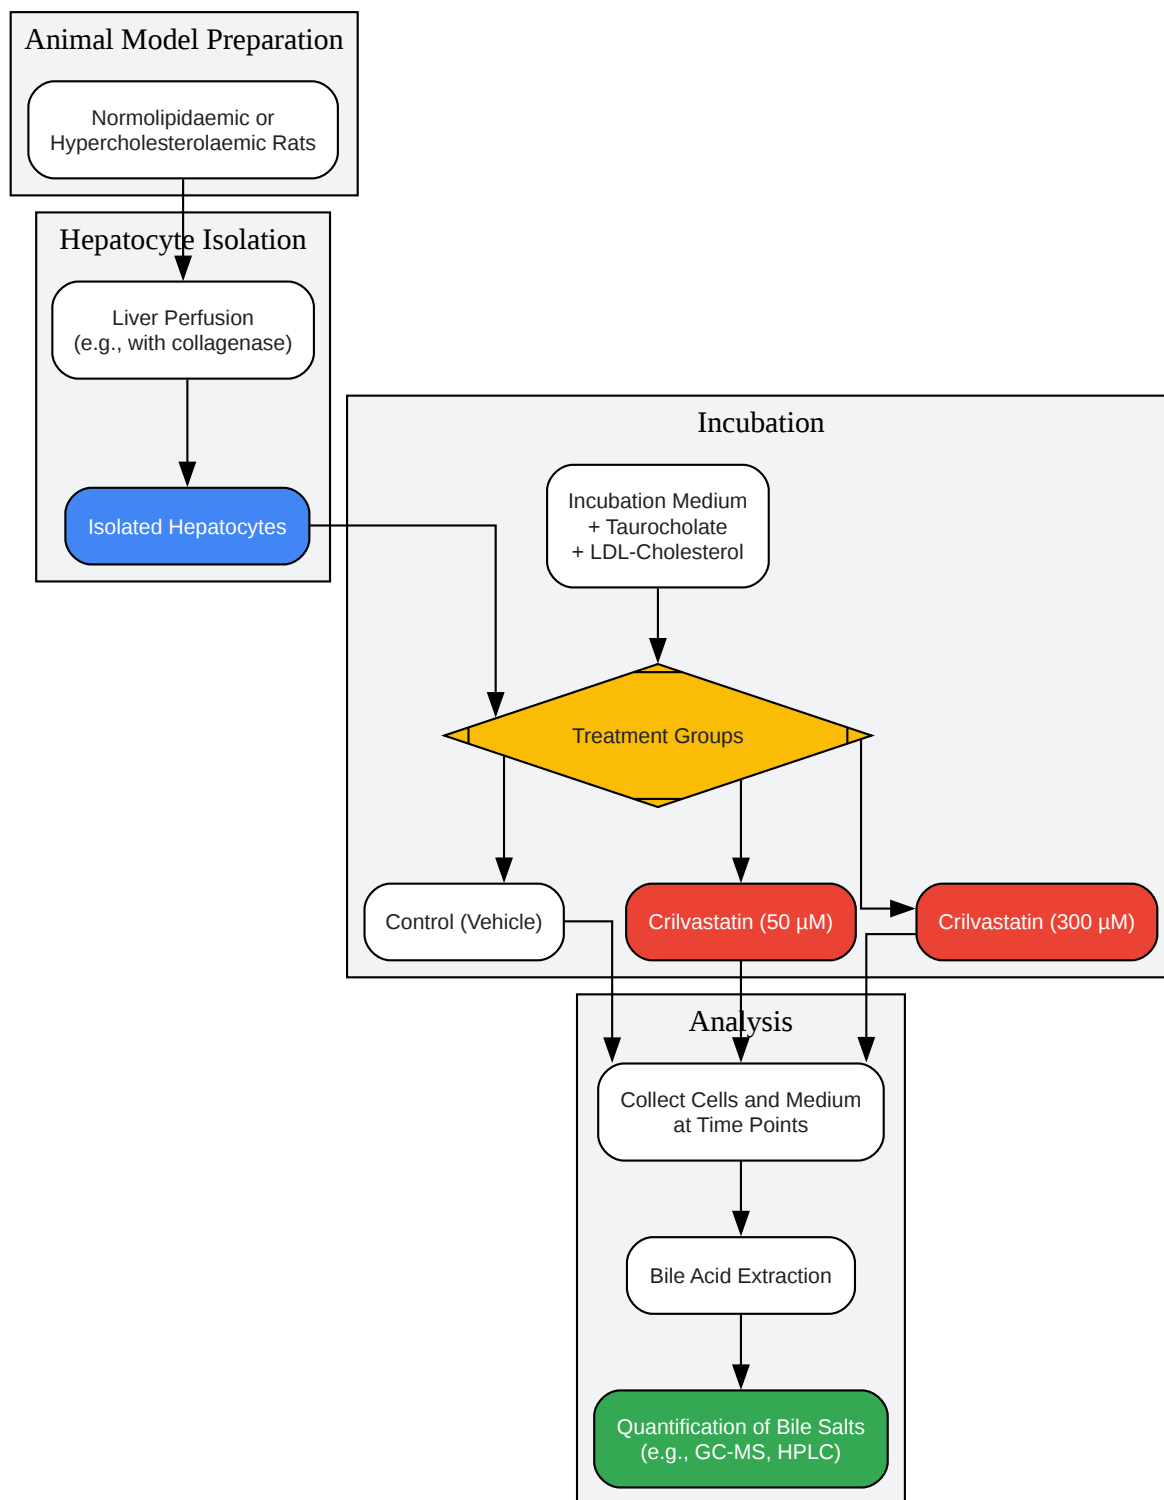 Animal Model Preparation
Normolipidaemic or
Hypercholesterolaemic Rats
Hepatocyte Isolation
Liver Perfusion
(e.g., with collagenase)
Isolated Hepatocytes
Incubation
Incubation Medium
+ Taurocholate
+ LDL-Cholesterol
Treatment Groups
Control (Vehicle)
Crilvastatin (50 µM)
Crilvastatin (300 µM)
Analysis
Collect Cells and Medium
at Time Points
Bile Acid Extraction
Quantification of Bile Salts
(e.g., GC-MS, HPLC)